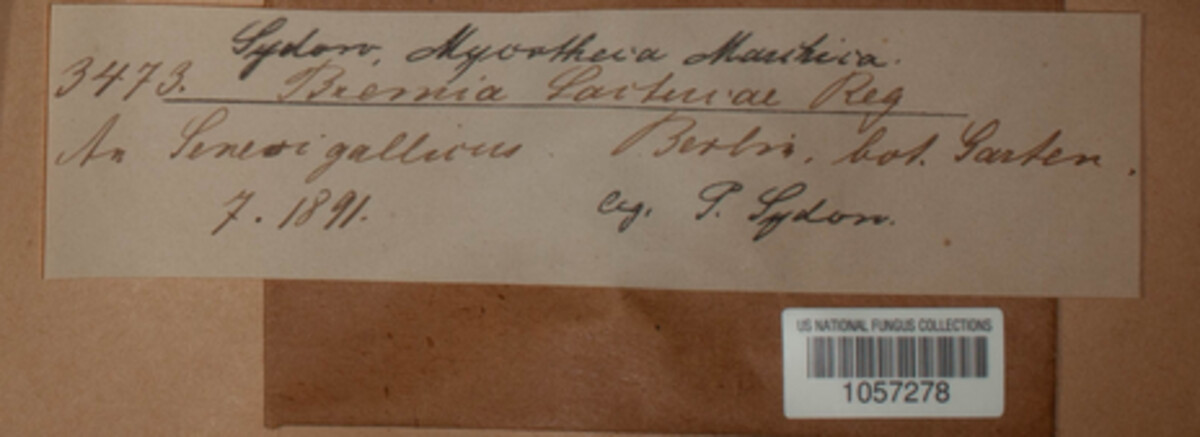 Sydow, Mycotheca Marchica.
3473. Bremia Lactucae Reg
An Senecio gallicus. Berlin, bot. Garten.
7. 1891. leg. P. Sydow.
US NATIONAL FUNGUS COLLECTIONS
1057278